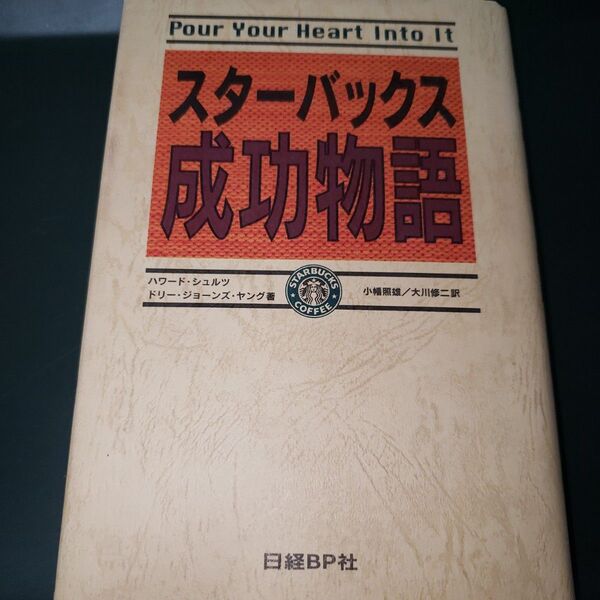 Pour Your Heart Into It
スターバックス
成功物語
ハワード・シュルツ
ドリー・ジョーンズ・ヤング著
STARBUCKS
COFFEE
小幡照雄/大川修二訳
日経BP社